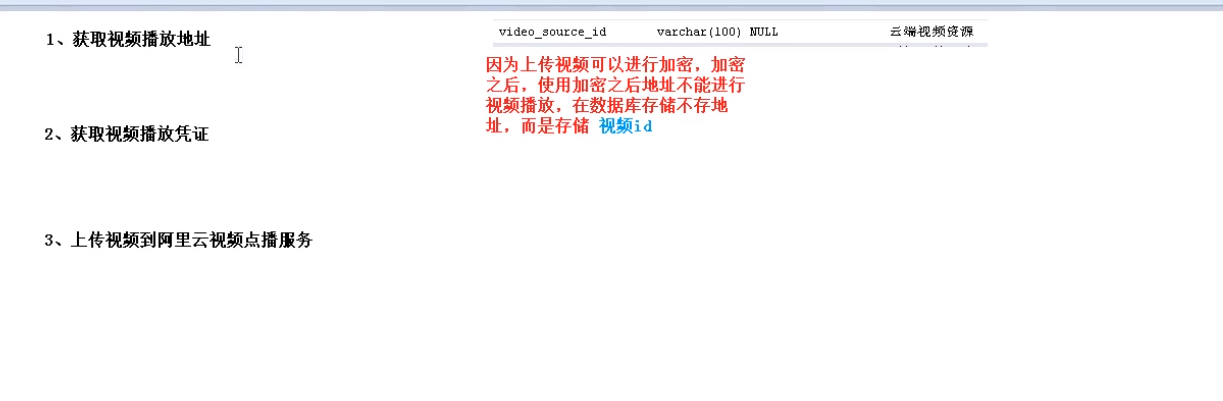 1、获取视频播放地址
video_source_id varchar(100) NULL 云端视频资源
因为上传视频可以进行加密，加密
之后，使用加密之后地址不能进行
视频播放，在数据库存储不存地
址，而是存储 视频id
2、获取视频播放凭证
3、上传视频到阿里云视频点播服务